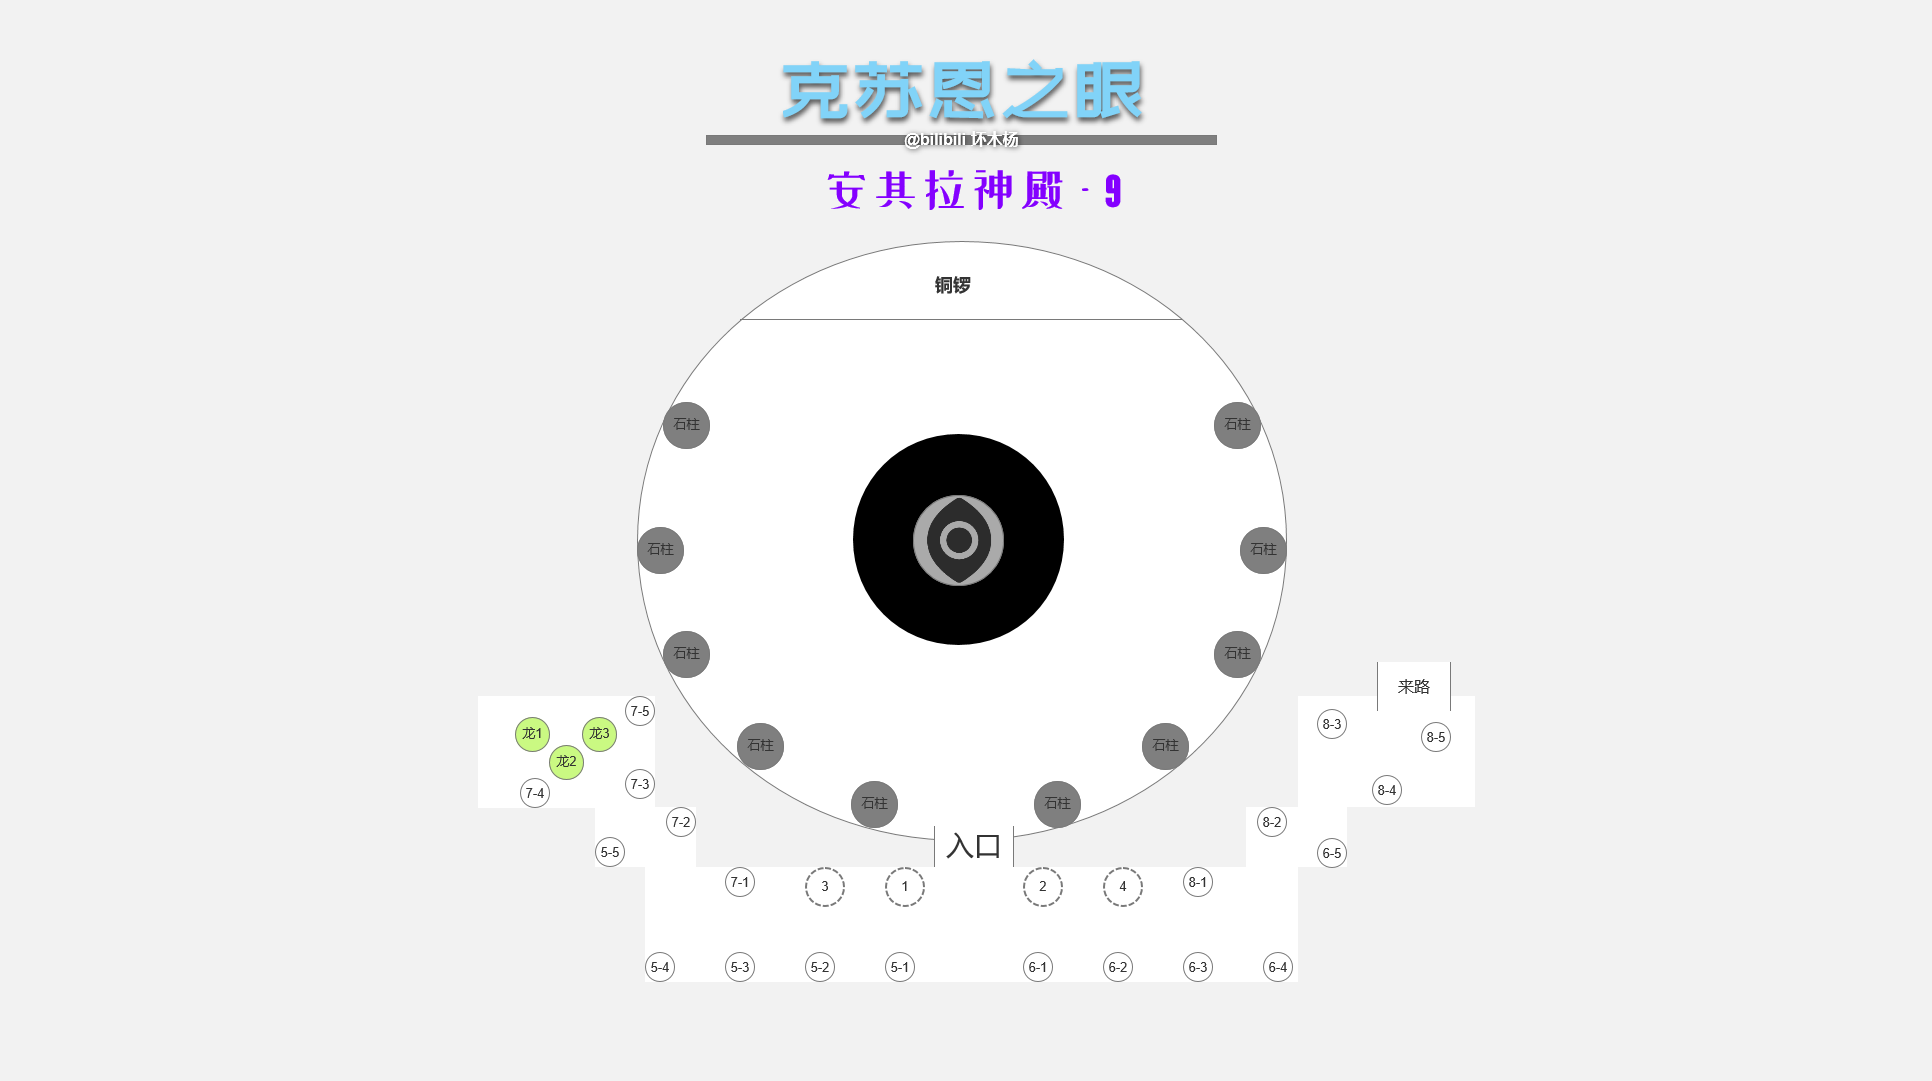 克苏恩之眼
@bilibili 坏木杨
安其拉神殿-9
铜锣
石柱 石柱
石柱 石柱
石柱 石柱
来路
7-5 8-3
龙1 龙3 8-5
石柱 石柱
龙2
7-3 8-4
7-4
石柱 石柱
7-2 8-2
入口
5-5 6-5
7-1 3 1 2 4 8-1
5-4 5-3 5-2 5-1 6-1 6-2 6-3 6-4